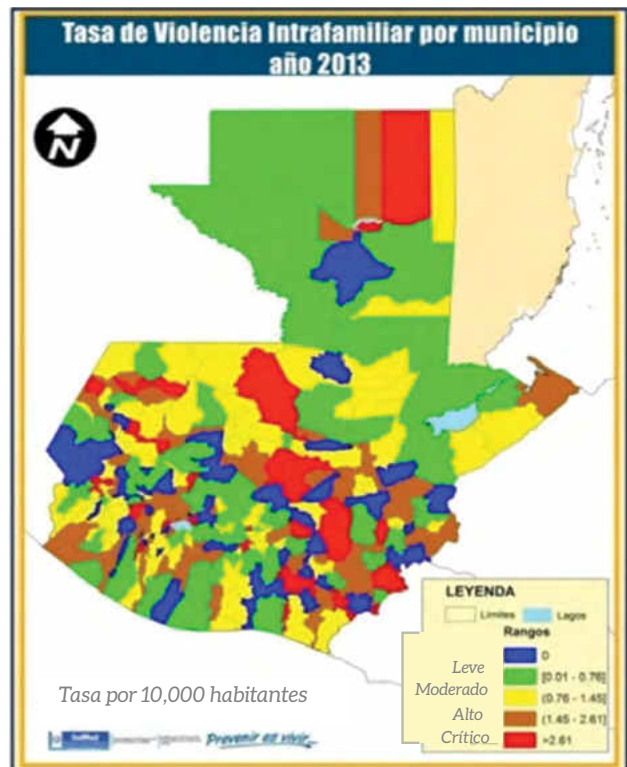 Tasa de Violencia Intrafamiliar por municipio
año 2013
N
LEYENDA
Límites Lagos
Rangos
0
Leve [0.01 - 0.76]
Moderado (0.76 - 1.45]
Alto (1.45 - 2.61]
Crítico >2.61
Tasa por 10,000 habitantes
Prevenir es vivir